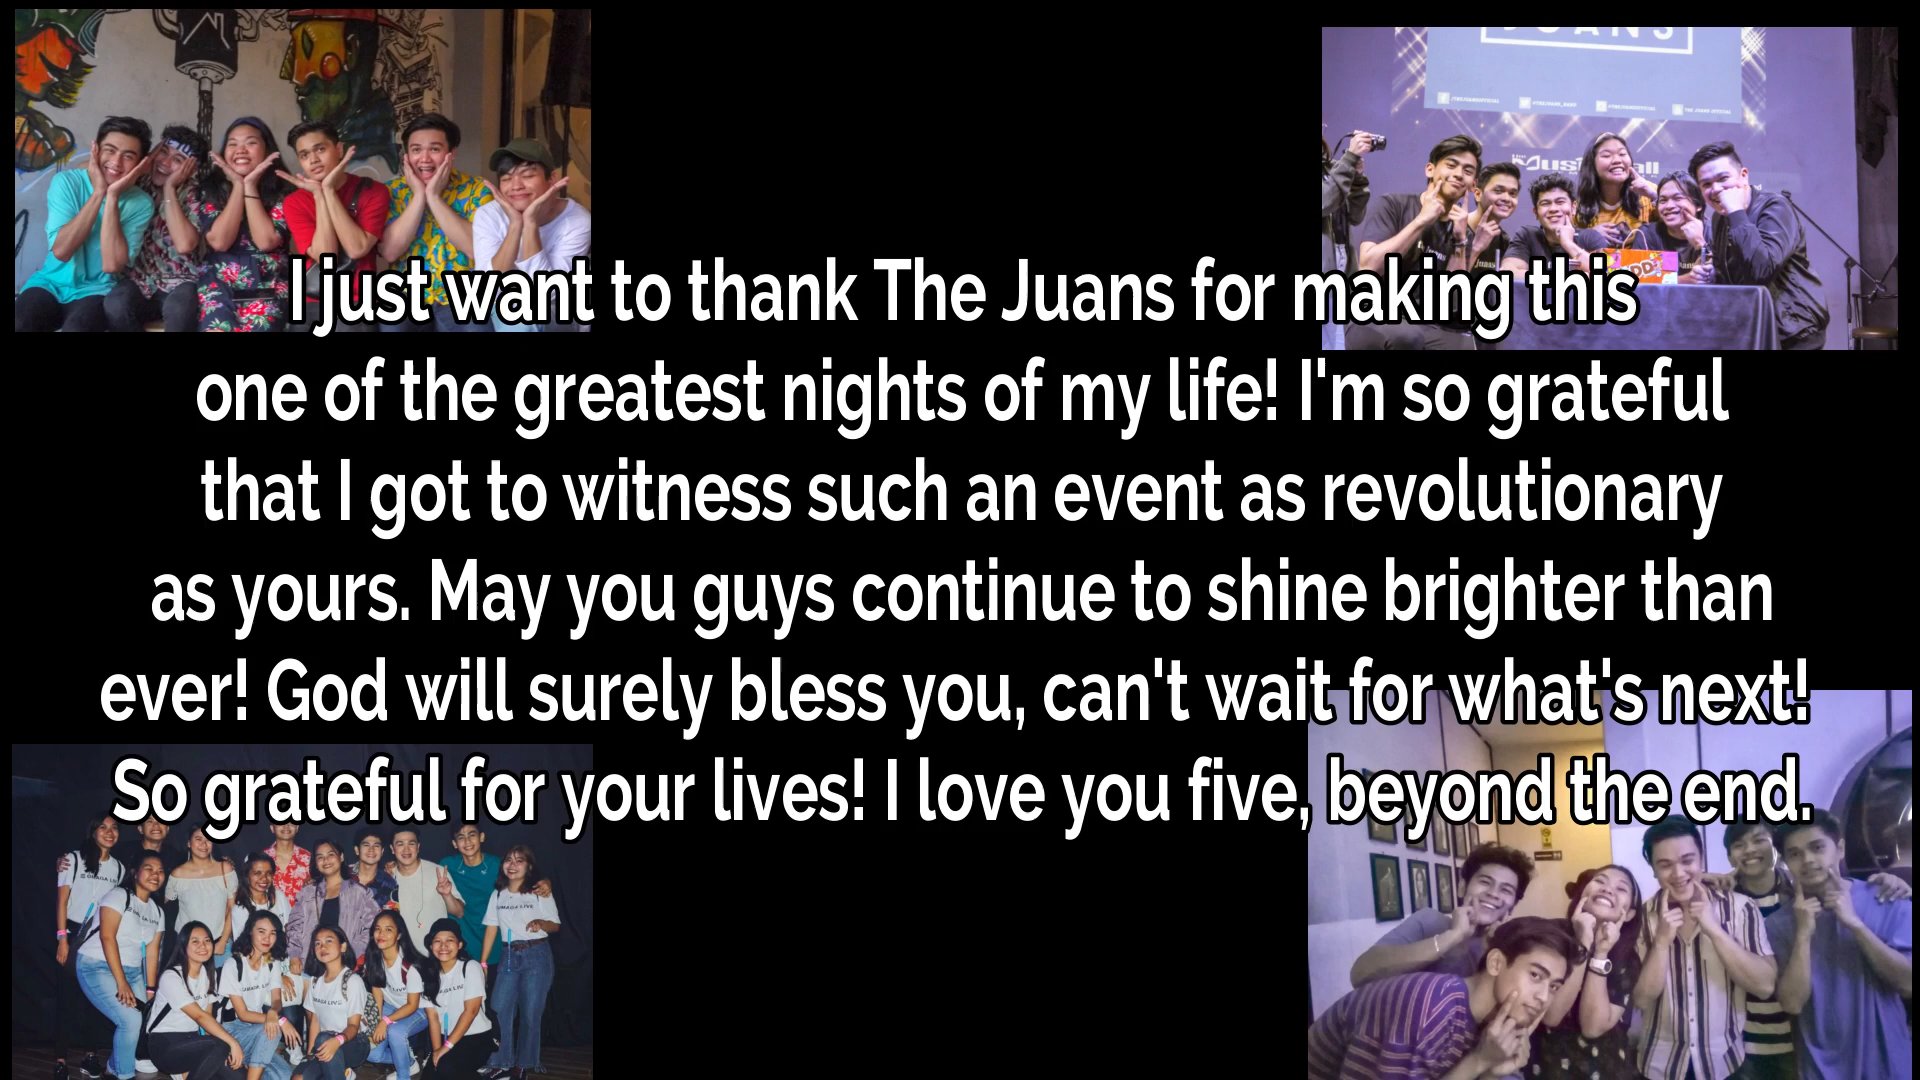 JUANS
I just want to thank The Juans for making this
one of the greatest nights of my life! I'm so grateful
that I got to witness such an event as revolutionary
as yours. May you guys continue to shine brighter than
ever! God will surely bless you, can't wait for what's next!
So grateful for your lives! I love you five, beyond the end.